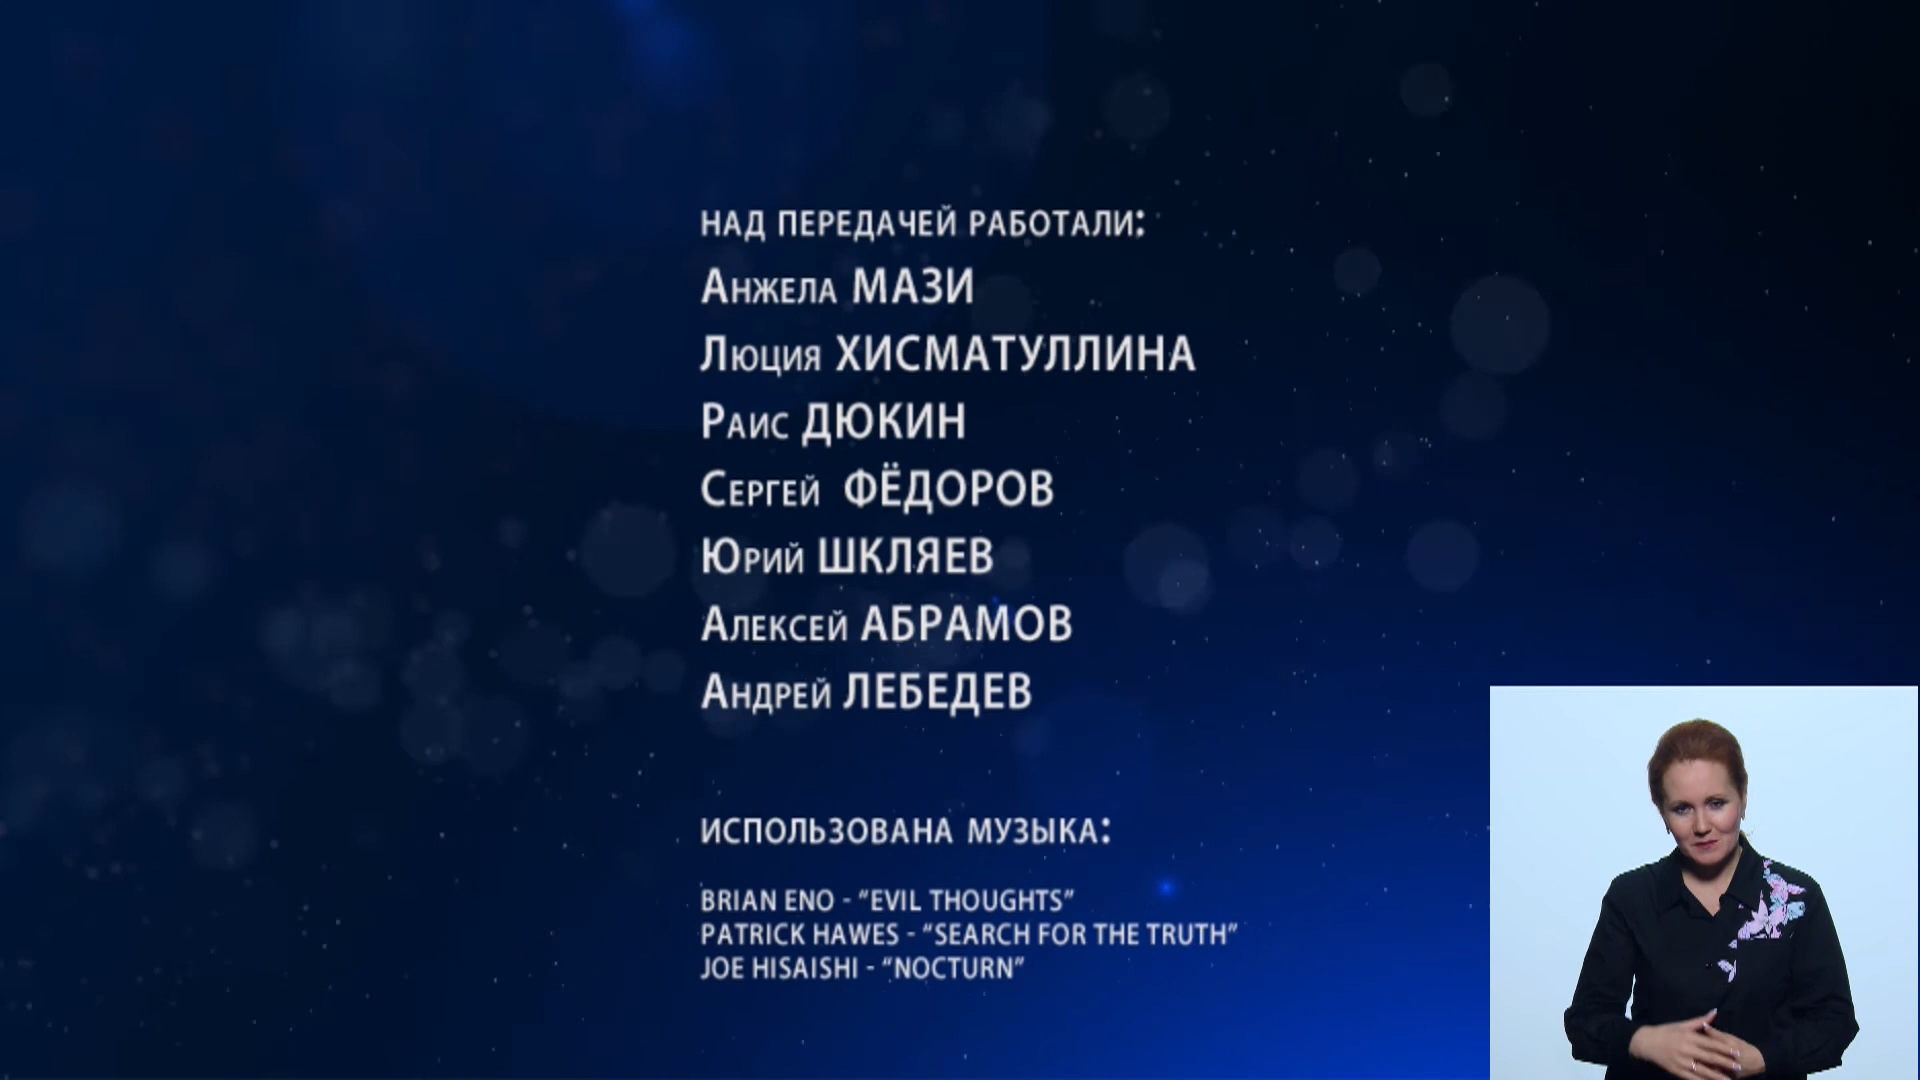 НАД ПЕРЕДАЧЕЙ РАБОТАЛИ:
Анжела МАЗИ
Люция ХИСМАТУЛЛИНА
Раис ДЮКИН
Сергей ФЁДОРОВ
Юрий ШКЛЯЕВ
Алексей АБРАМОВ
Андрей ЛЕБЕДЕВ
ИСПОЛЬЗОВАНА МУЗЫКА:
BRIAN ENO - “EVIL THOUGHTS”
PATRICK HAWES - “SEARCH FOR THE TRUTH”
JOE HISAISHI - “NOCTURN”